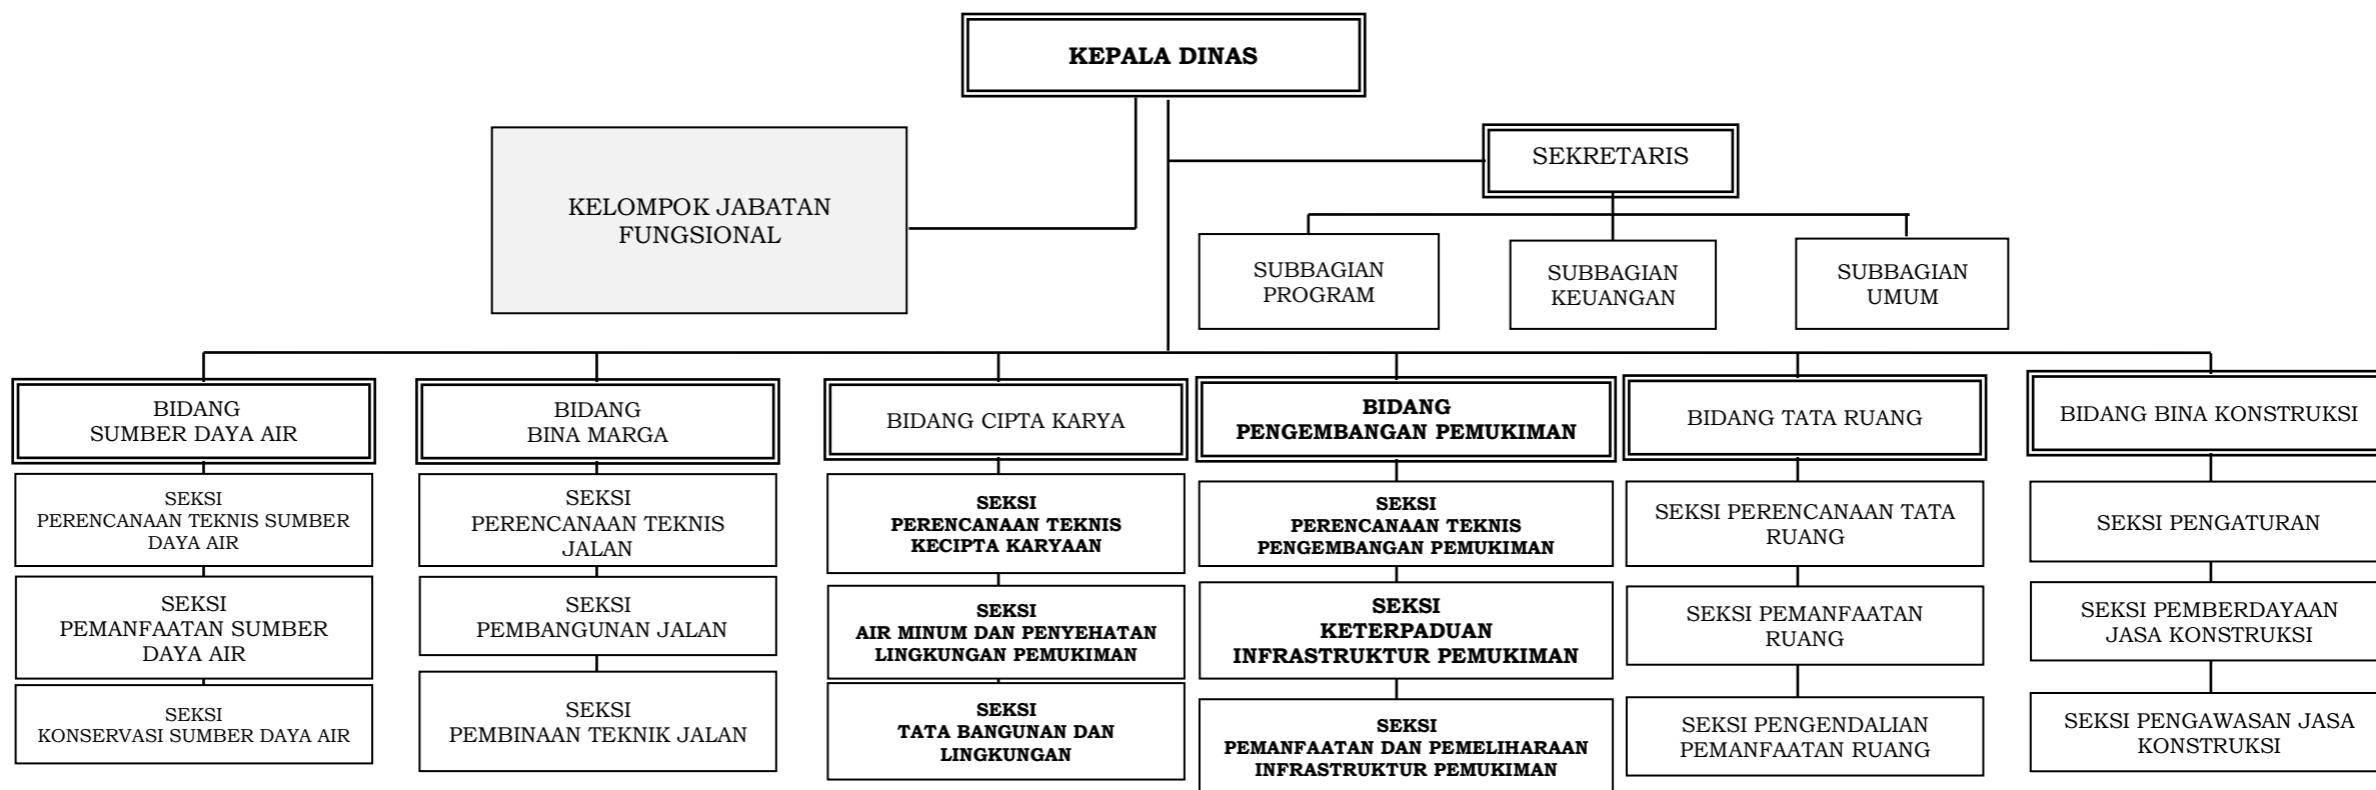 KEPALA DINAS
SEKRETARIS
KELOMPOK JABATAN
FUNGSIONAL
SUBBAGIAN
PROGRAM
SUBBAGIAN
KEUANGAN
SUBBAGIAN
UMUM
BIDANG
SUMBER DAYA AIR
BIDANG
BINA MARGA
BIDANG CIPTA KARYA
BIDANG
PENGEMBANGAN PEMUKIMAN
BIDANG TATA RUANG
BIDANG BINA KONSTRUKSI
SEKSI
PERENCANAAN TEKNIS SUMBER
DAYA AIR
SEKSI
PERENCANAAN TEKNIS
JALAN
SEKSI
PERENCANAAN TEKNIS
KECIPTA KARYAAN
SEKSI
PERENCANAAN TEKNIS
PENGEMBANGAN PEMUKIMAN
SEKSI PERENCANAAN TATA
RUANG
SEKSI PENGATURAN
SEKSI
PEMANFAATAN SUMBER
DAYA AIR
SEKSI
PEMBANGUNAN JALAN
SEKSI
AIR MINUM DAN PENYEHATAN
LINGKUNGAN PEMUKIMAN
SEKSI
KETERPADUAN
INFRASTRUKTUR PEMUKIMAN
SEKSI PEMANFAATAN
RUANG
SEKSI PEMBERDAYAAN
JASA KONSTRUKSI
SEKSI
KONSERVASI SUMBER DAYA AIR
SEKSI
PEMBINAAN TEKNIK JALAN
SEKSI
TATA BANGUNAN DAN
LINGKUNGAN
SEKSI
PEMANFAATAN DAN PEMELIHARAAN
INFRASTRUKTUR PEMUKIMAN
SEKSI PENGENDALIAN
PEMANFAATAN RUANG
SEKSI PENGAWASAN JASA
KONSTRUKSI